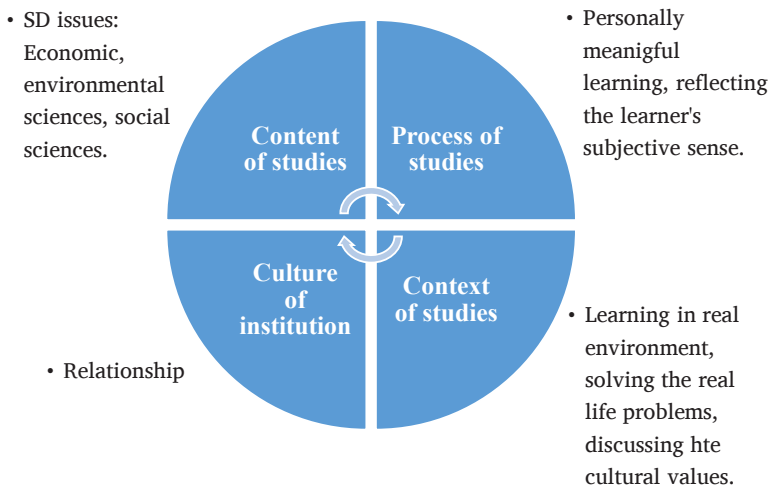 • SD issues:
Economic,
environmental
sciences, social
sciences.
Content
of studies
Process of
studies
• Personally
meanigful
learning, reflecting
the learner's
subjective sense.
Culture
of
institution
• Relationship
Context
of studies
• Learning in real
environment,
solving the real
life problems,
discussing hte
cultural values.